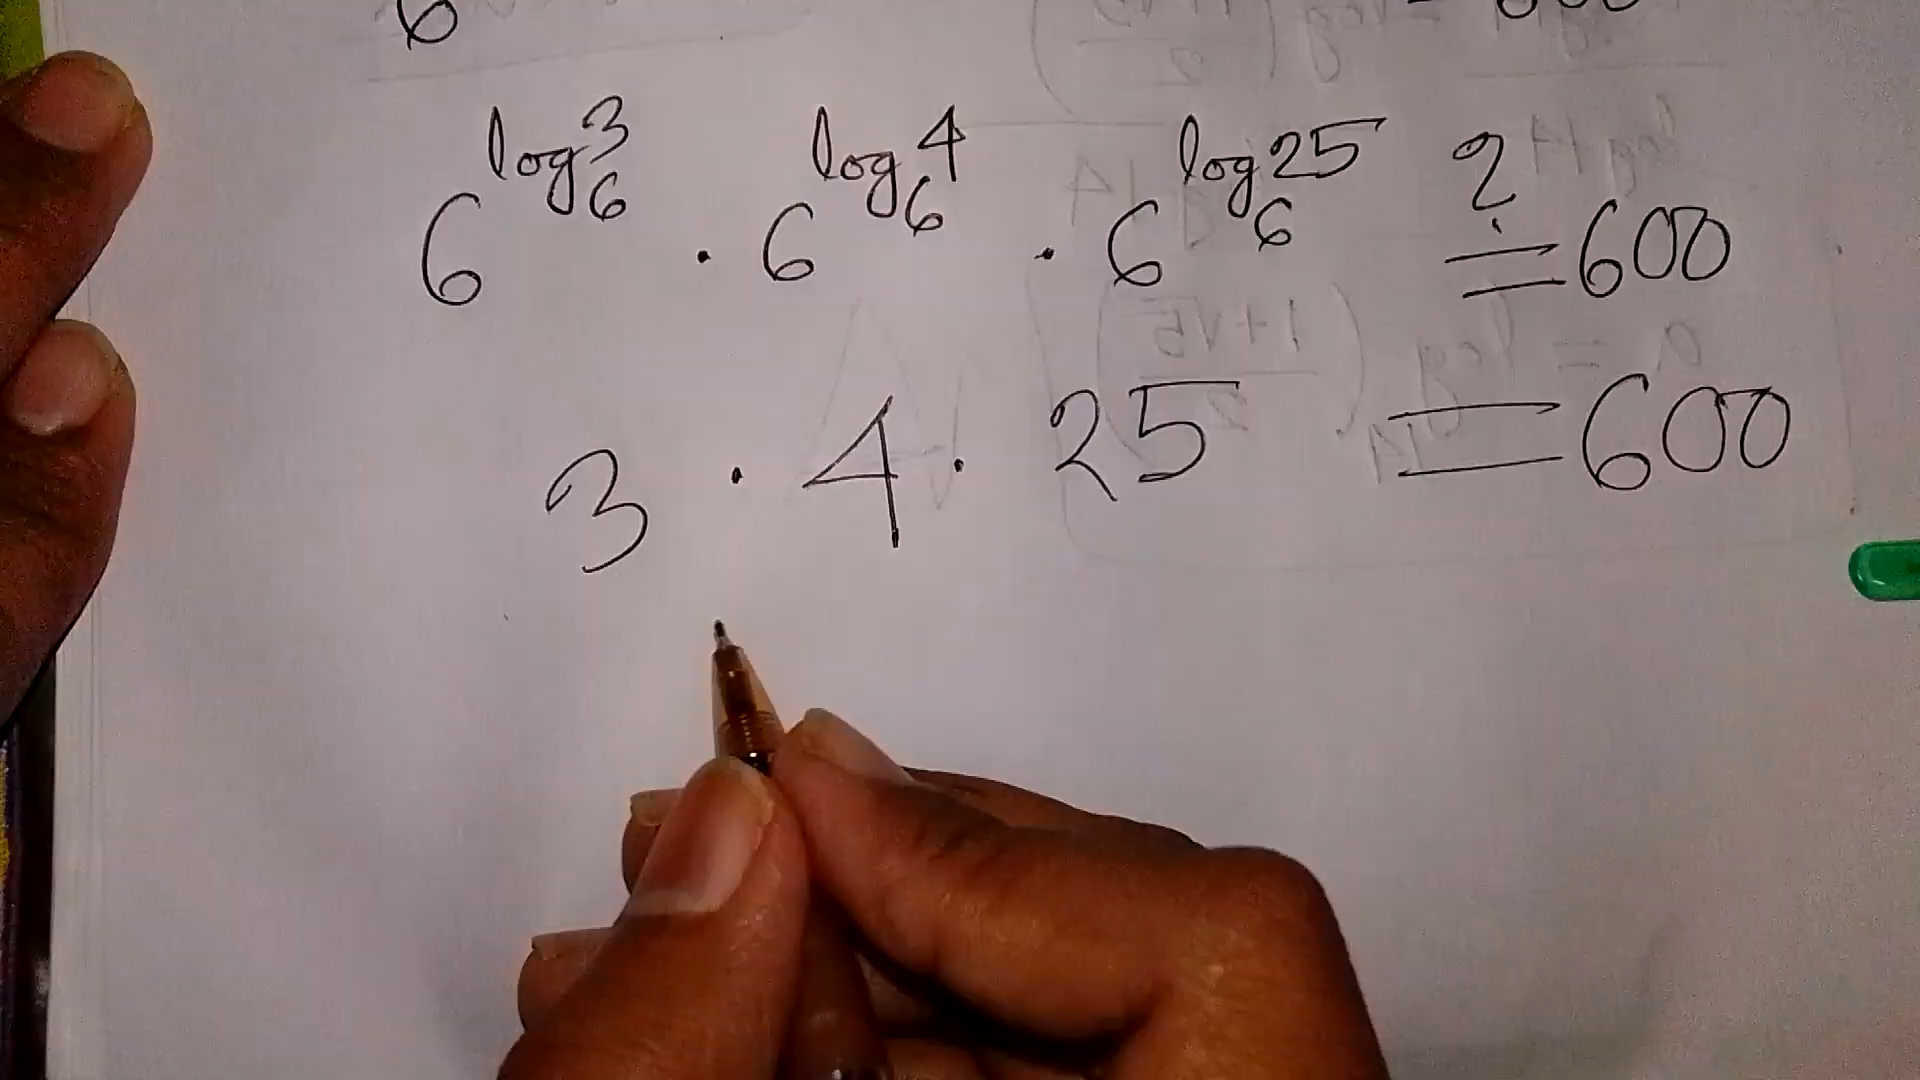 6^{log_6 3} · 6^{log_6 4} · 6^{log_6 25} ?= 600
3 · 4 · 25 = 600